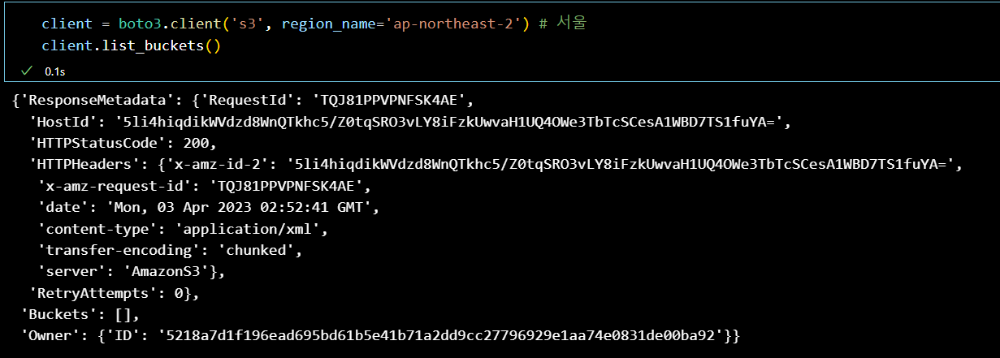 client = boto3.client('s3', region_name='ap-northeast-2') # 서울
client.list_buckets()
0.1s
{'ResponseMetadata': {'RequestId': 'TQJ81PPVPNFSK4AE',
'HostId': '5li4hiqdikWVdzd8WnQTkhc5/Z0tqSRO3vLY8iFzkUwvaH1UQ4OWe3TbTcSCesA1WBD7TS1fuYA=',
'HTTPStatusCode': 200,
'HTTPHeaders': {'x-amz-id-2': '5li4hiqdikWVdzd8WnQTkhc5/Z0tqSRO3vLY8iFzkUwvaH1UQ4OWe3TbTcSCesA1WBD7TS1fuYA=',
'x-amz-request-id': 'TQJ81PPVPNFSK4AE',
'date': 'Mon, 03 Apr 2023 02:52:41 GMT',
'content-type': 'application/xml',
'transfer-encoding': 'chunked',
'server': 'AmazonS3'},
'RetryAttempts': 0},
'Buckets': [],
'Owner': {'ID': '5218a7d1f196ead695bd61b5e41b71a2dd9cc27796929e1aa74e0831de00ba92'}}